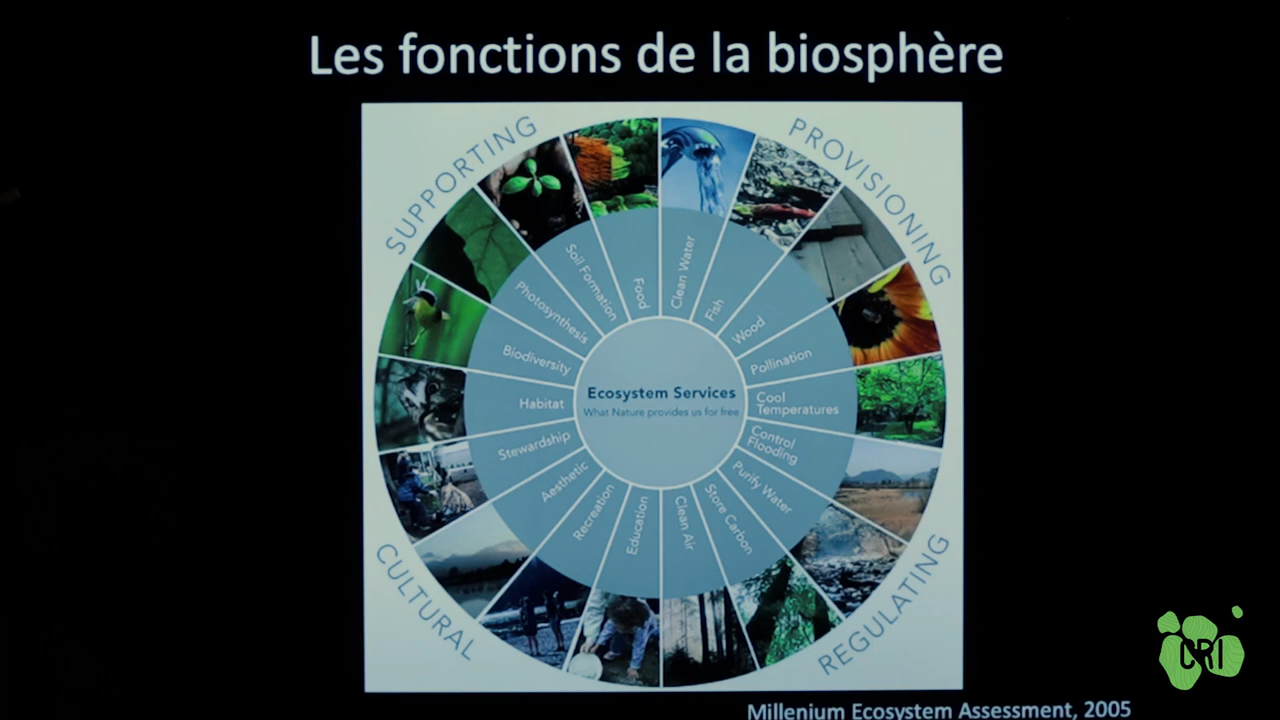 Les fonctions de la biosphère
SUPPORTING
PROVISIONING
Soil Formation
Food
Clean Water
Fish
Photosynthesis
Wood
Biodiversity
Pollination
Ecosystem Services
What Nature provides us for free
Habitat
Cool
Temperatures
Stewardship
Control
Flooding
Aesthetic
Purify Water
Recreation
Education
Clean Air
Store Carbon
CULTURAL
REGULATING
CRI
Millenium Ecosystem Assessment, 2005